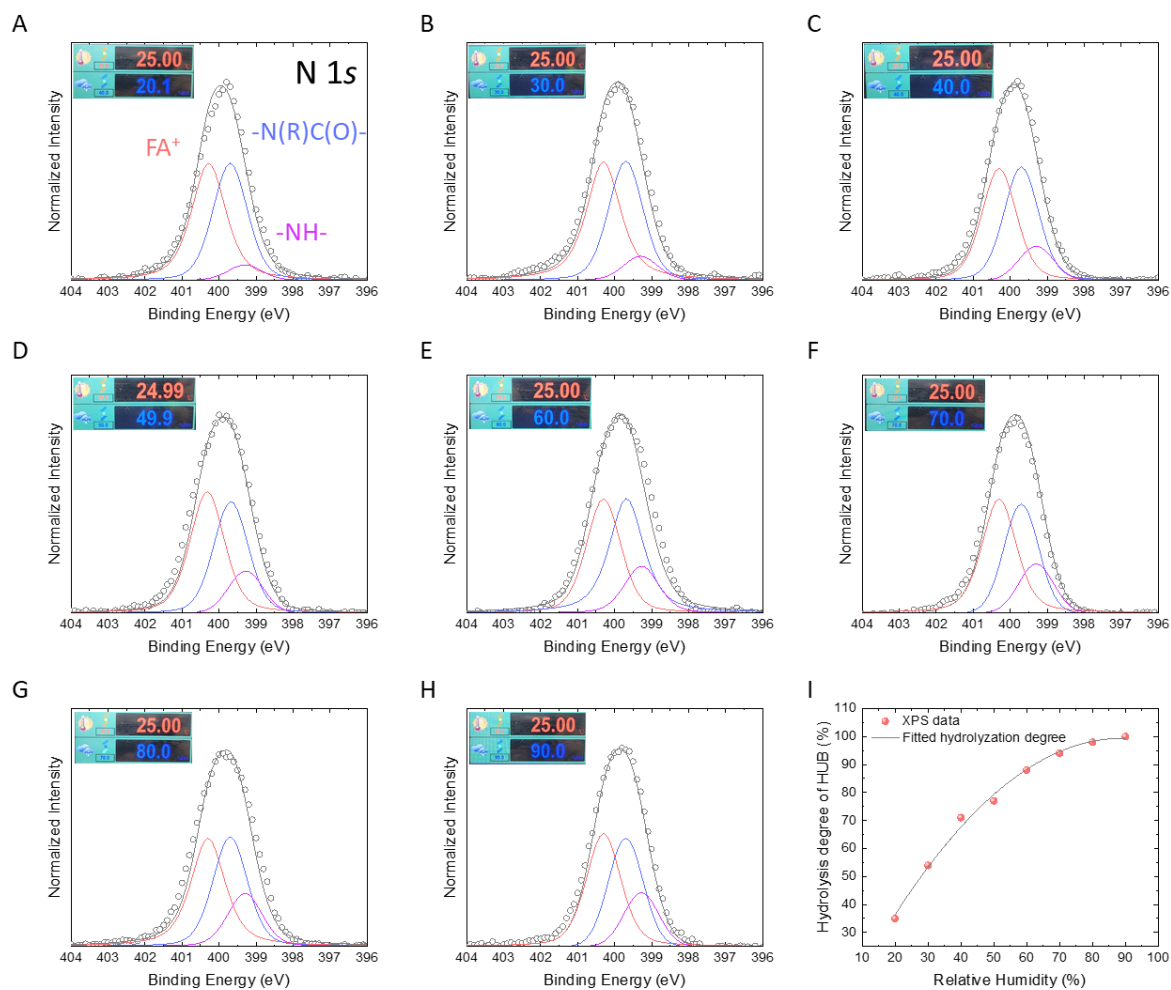 A
25.00
20.1
N 1s
FA⁺
-N(R)C(O)-
-NH-
Normalized Intensity
404 403 402 401 400 399 398 397 396
Binding Energy (eV)
B
25.00
30.0
Normalized Intensity
404 403 402 401 400 399 398 397 396
Binding Energy (eV)
C
25.00
40.0
Normalized Intensity
404 403 402 401 400 399 398 397 396
Binding Energy (eV)
D
24.99
49.9
Normalized Intensity
404 403 402 401 400 399 398 397 396
Binding Energy (eV)
E
25.00
60.0
Normalized Intensity
404 403 402 401 400 399 398 397 396
Binding Energy (eV)
F
25.00
70.0
Normalized Intensity
404 403 402 401 400 399 398 397 396
Binding Energy (eV)
G
25.00
80.0
Normalized Intensity
404 403 402 401 400 399 398 397 396
Binding Energy (eV)
H
25.00
90.0
Normalized Intensity
404 403 402 401 400 399 398 397 396
Binding Energy (eV)
I
XPS data
Fitted hydrolyzation degree
Hydrolysis degree of HUB (%)
110
100
90
80
70
60
50
40
30
10 20 30 40 50 60 70 80 90 100
Relative Humidity (%)